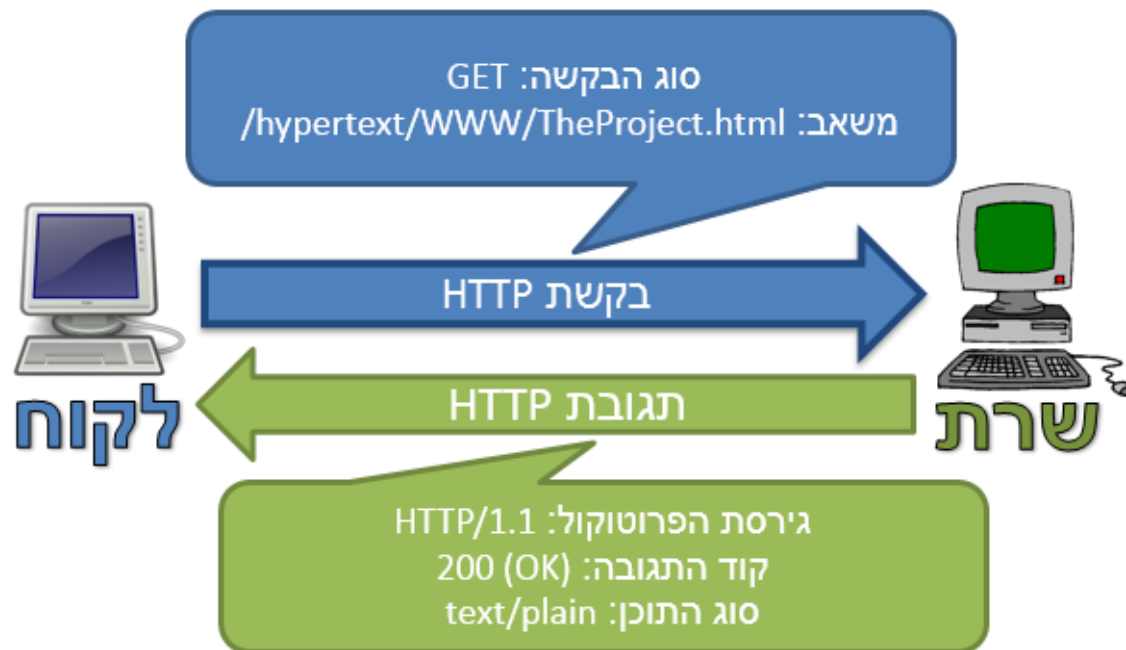 סוג הבקשה: GET
משאב: /hypertext/WWW/TheProject.html
בקשת HTTP
תגובת HTTP
לקוח
שרת
גירסת הפרוטוקול: HTTP/1.1
קוד התגובה: 200 (OK)
סוג התוכן: text/plain